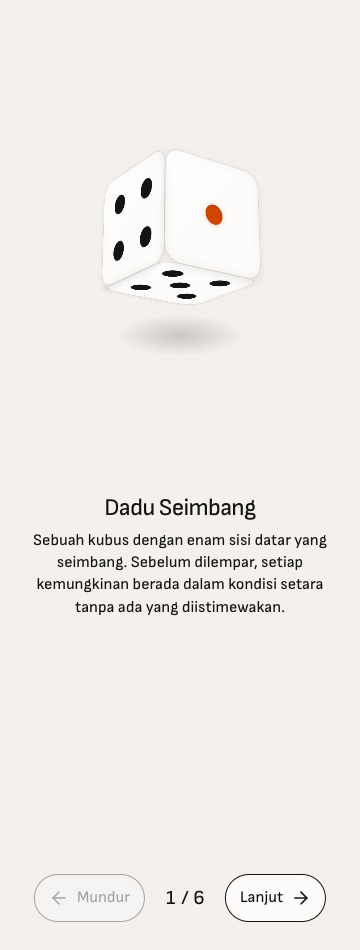 Dadu Seimbang
Sebuah kubus dengan enam sisi datar yang
seimbang. Sebelum dilempar, setiap
kemungkinan berada dalam kondisi setara
tanpa ada yang diistimewakan.
Mundur
1 / 6
Lanjut